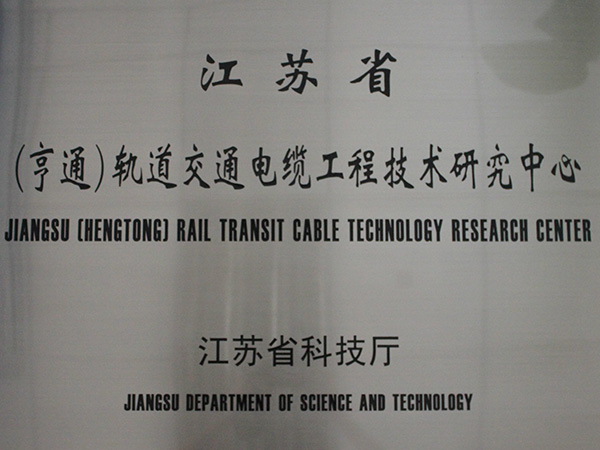 江苏省
（亨通）轨道交通电缆工程技术研究中心
JIANGSU (HENGTONG) RAIL TRANSIT CABLE TECHNOLOGY RESEARCH CENTER
江苏省科技厅
JIANGSU DEPARTMENT OF SCIENCE AND TECHNOLOGY